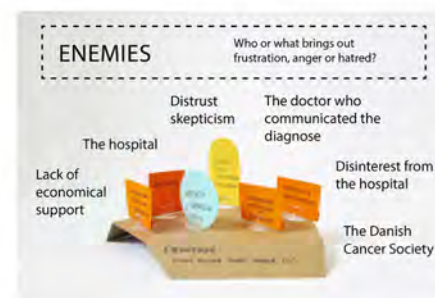 ENEMIES
Who or what brings out
frustration, anger or hatred?
Distrust
skepticism
The doctor who
communicated the
diagnose
The hospital
Lack of
economical
support
Disinterest from
the hospital
The Danish
Cancer Society